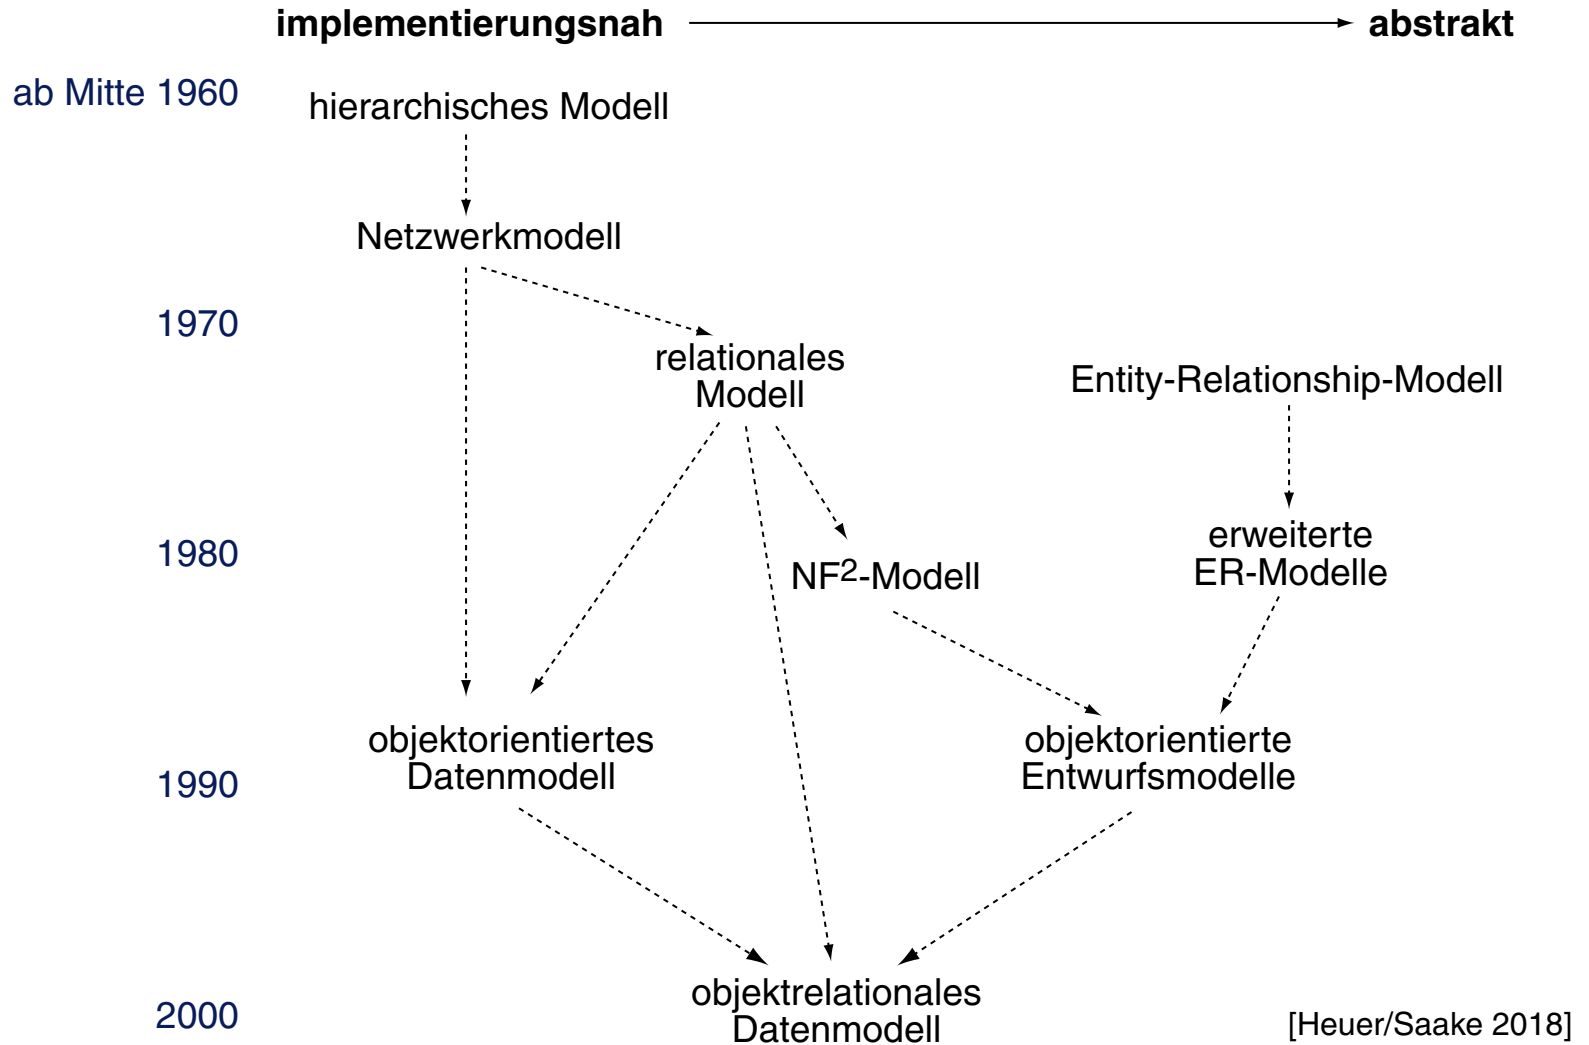 implementierungsnah abstrakt
ab Mitte 1960
hierarchisches Modell
Netzwerkmodell
1970
relationales
Modell
Entity-Relationship-Modell
1980
NF²-Modell
erweiterte
ER-Modelle
objektorientiertes
Datenmodell
objektorientierte
Entwurfsmodelle
1990
objektrelationales
Datenmodell
2000
[Heuer/Saake 2018]